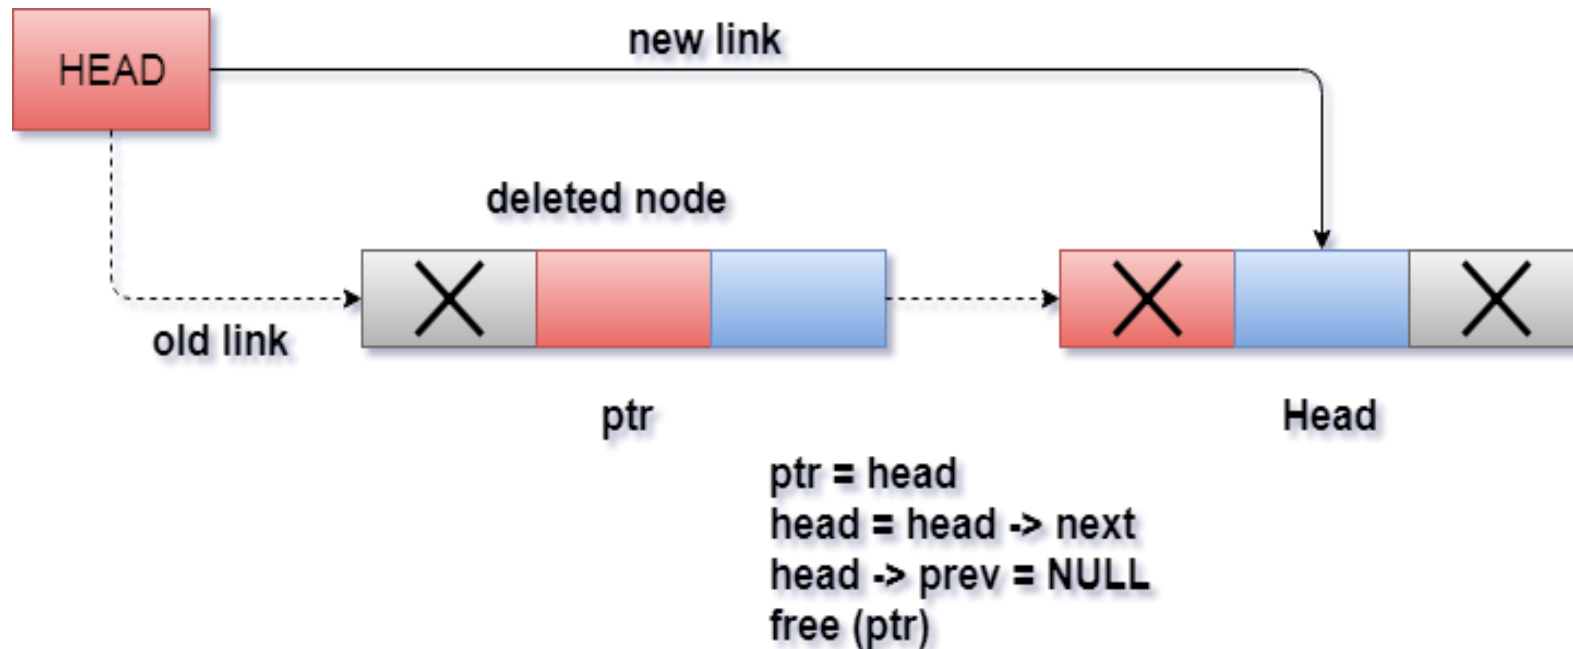 HEAD
new link
deleted node
old link
ptr
Head
ptr = head
head = head -> next
head -> prev = NULL
free (ptr)